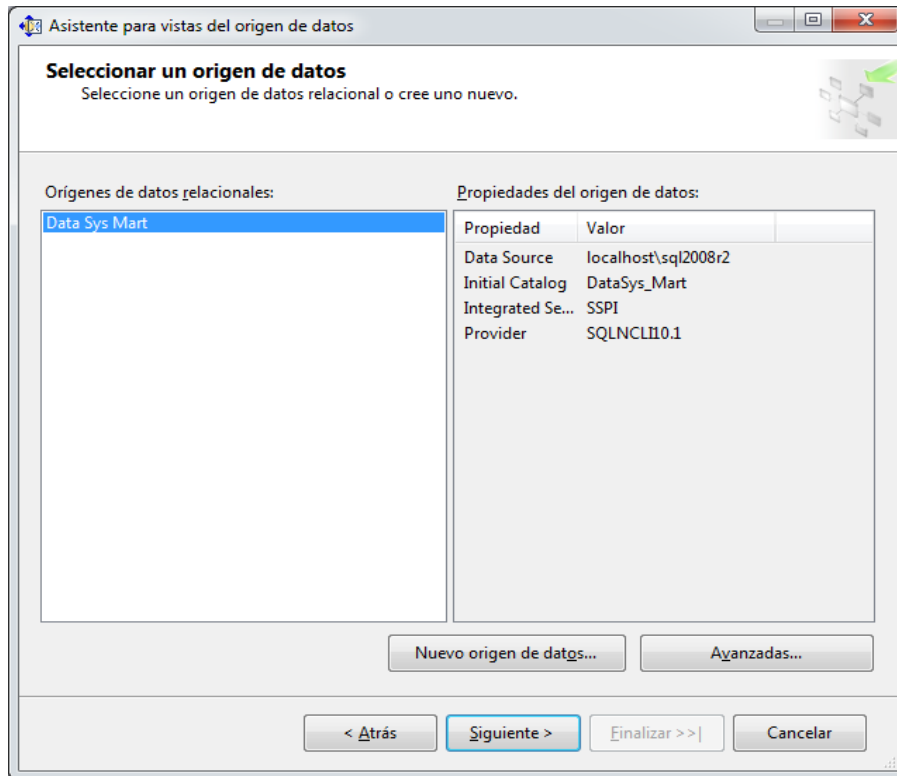 Asistente para vistas del origen de datos
Seleccionar un origen de datos
Seleccione un origen de datos relacional o cree uno nuevo.
Orígenes de datos relacionales:
Data Sys Mart
Propiedades del origen de datos:
Propiedad Valor
Data Source localhost\sql2008r2
Initial Catalog DataSys_Mart
Integrated Se... SSPI
Provider SQLNCLI10.1
Nuevo origen de datos... Avanzadas...
< Atrás Siguiente > Finalizar >>| Cancelar